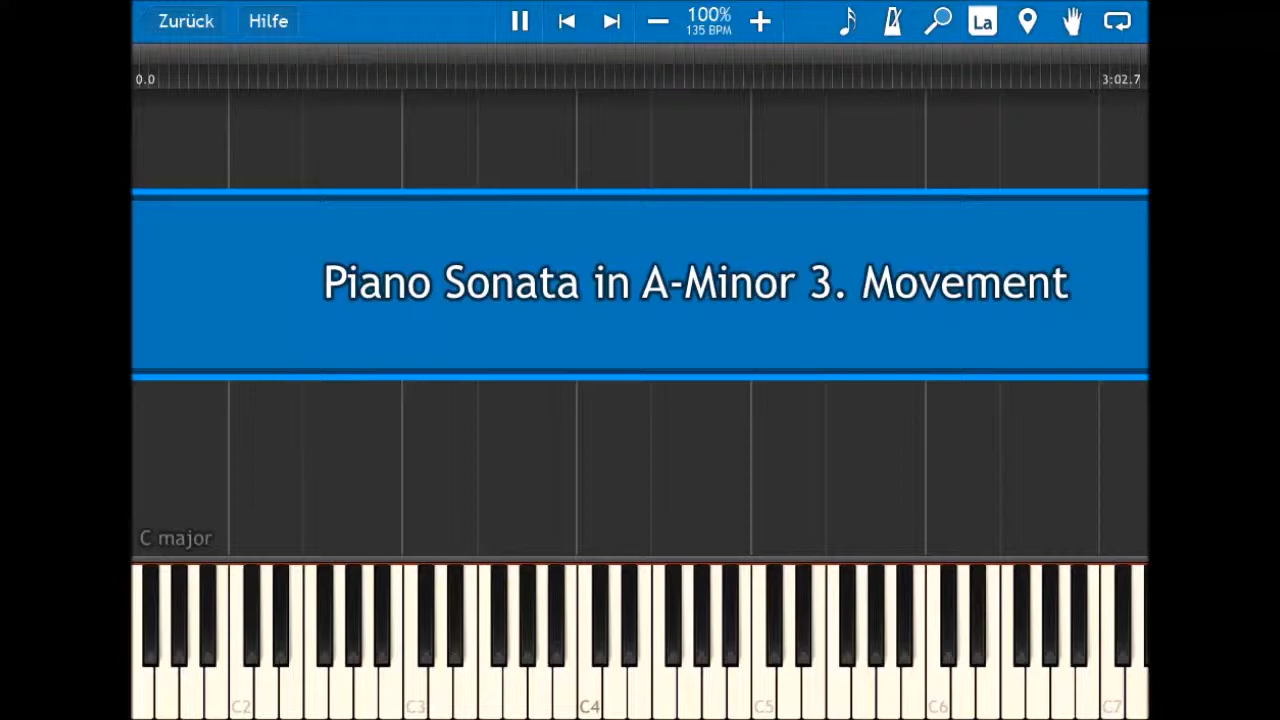 Zurück Hilfe 100% La
135 BPM
0.0 3:02.7
Piano Sonata in A-Minor 3. Movement
C major
C2 C3 C4 C5 C6 C7